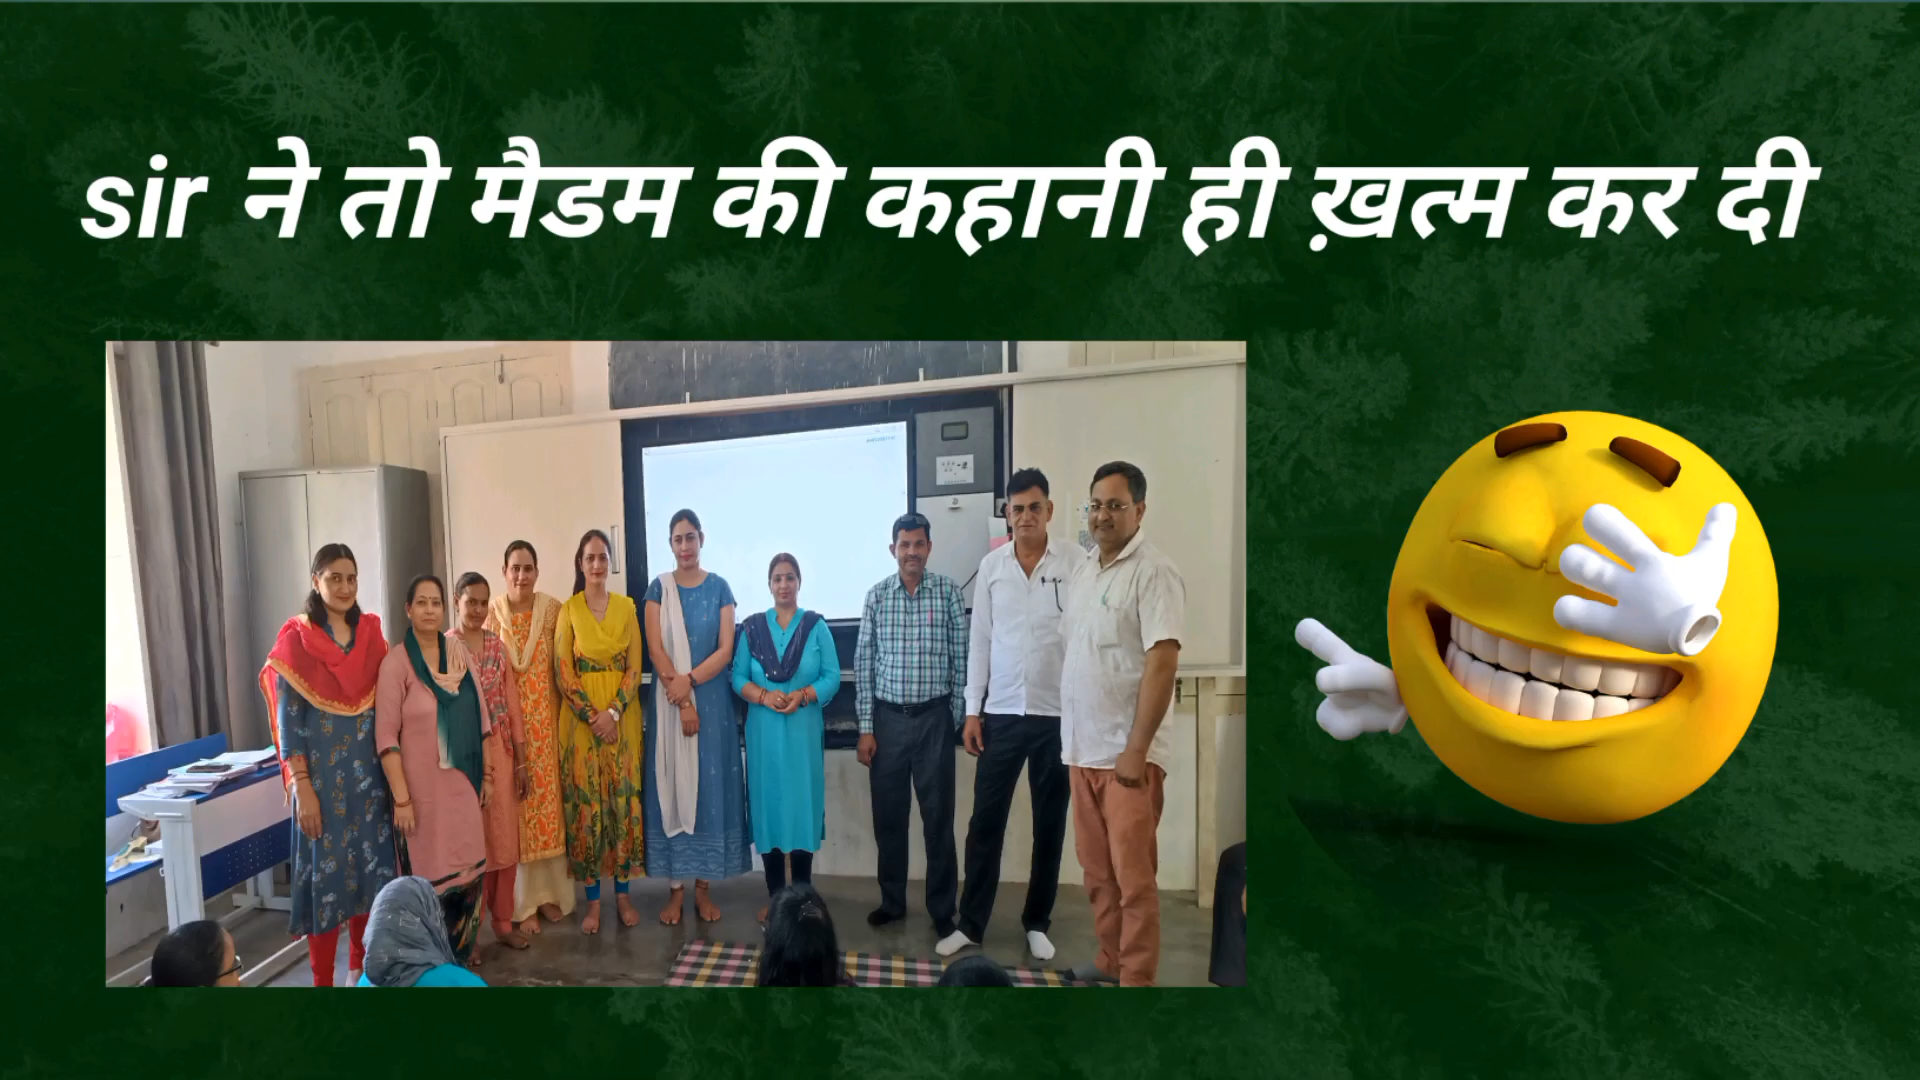 sir ने तो मैडम की कहानी ही ख़त्म कर दी